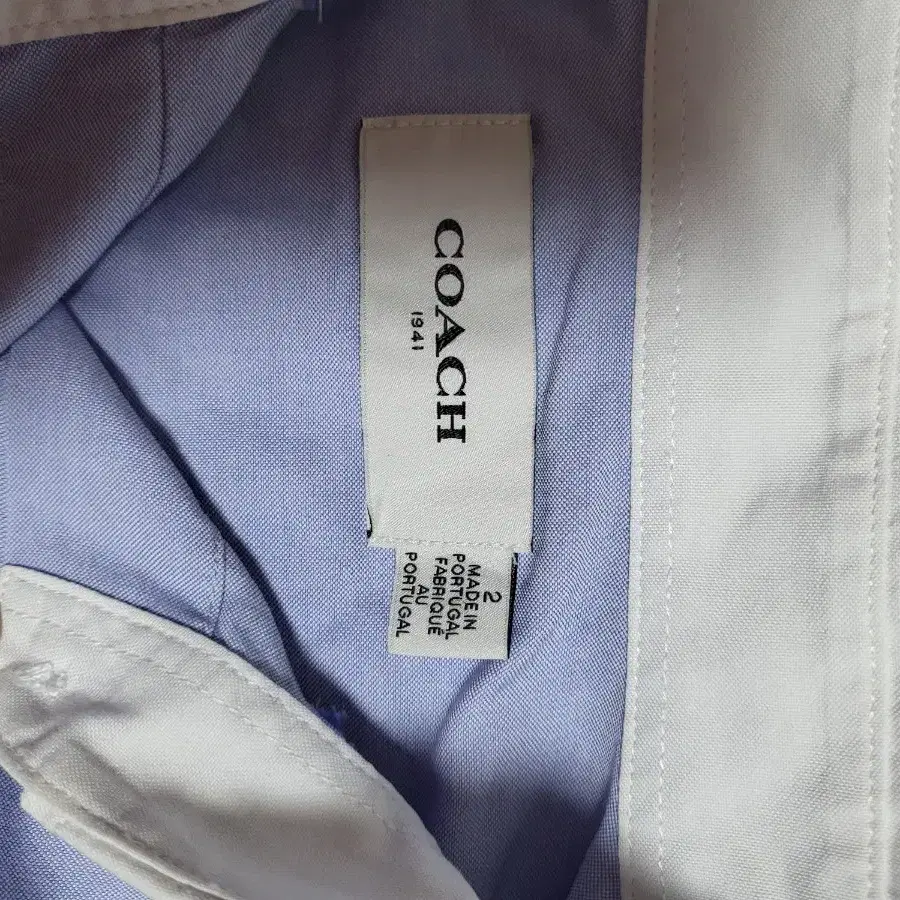 COACH
1941
2
MADE IN
PORTUGAL
FABRIQUÉ
AU
PORTUGAL